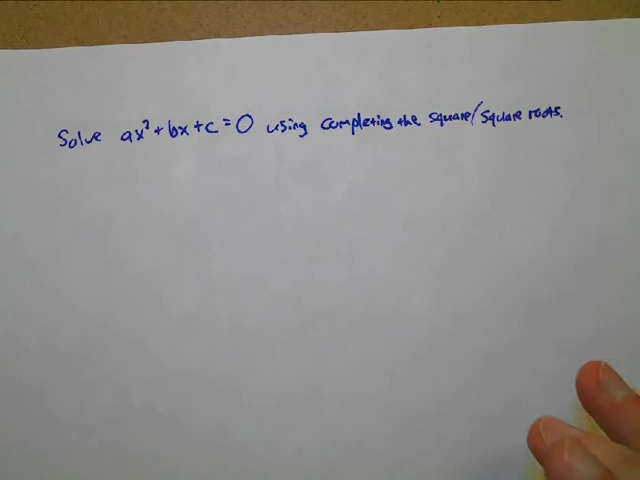 Solve ax²+bx+c=0 using completing the square/square roots.